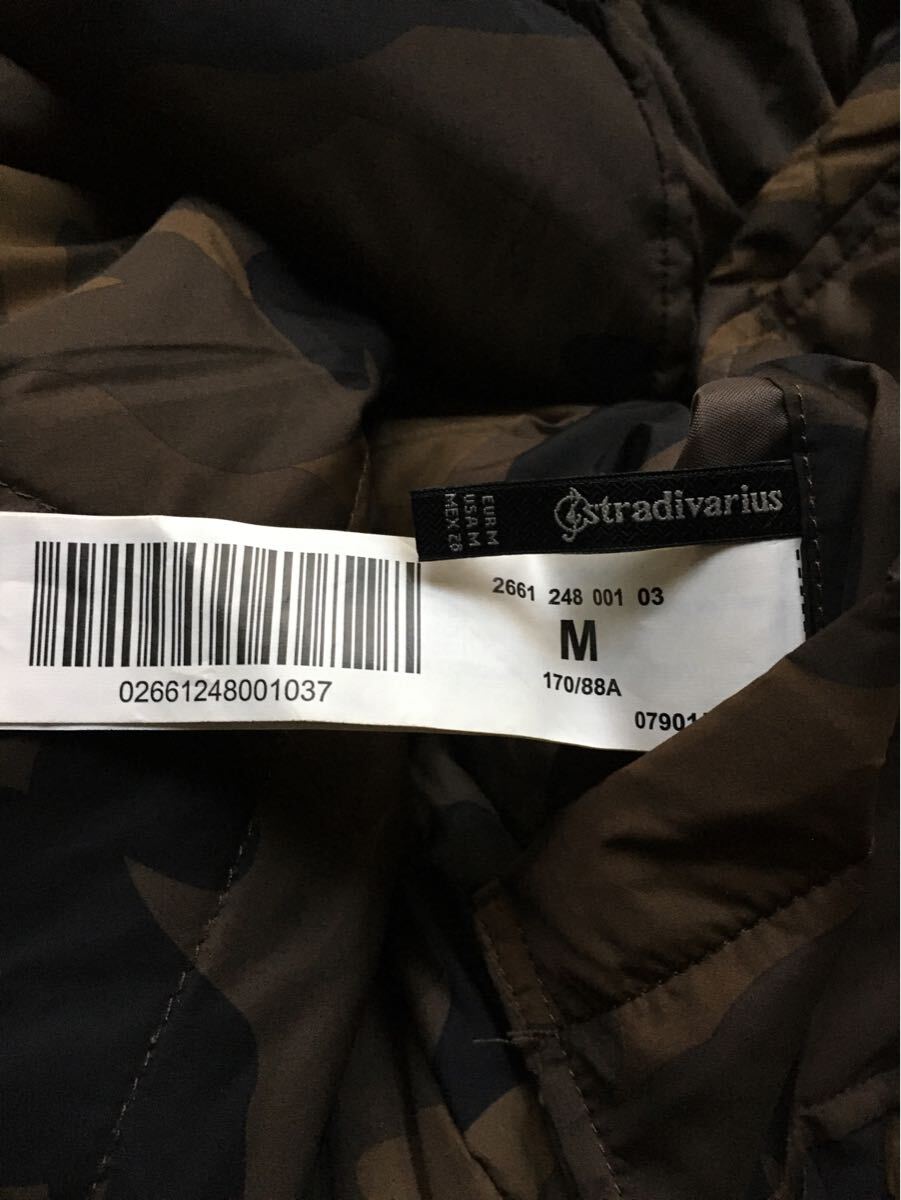 stradivarius
EUR M
USA M
MEX 28
2661 248 001 03
M
170/88A
02661248001037